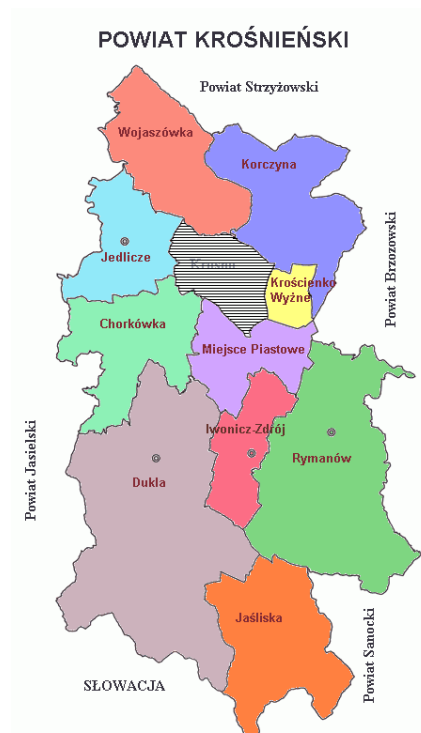 POWIAT KROŚNIEŃSKI
Powiat Strzyżowski
Wojaszówka
Korczyna
Powiat Brzozowski
Jedlicze
Krosno
Krościenko
Wyżne
Chorkówka
Miejsce Piastowe
Iwonicz Zdrój
Rymanów
Powiat Jasielski
Dukla
Jaśliska
Powiat Sanocki
SŁOWACJA